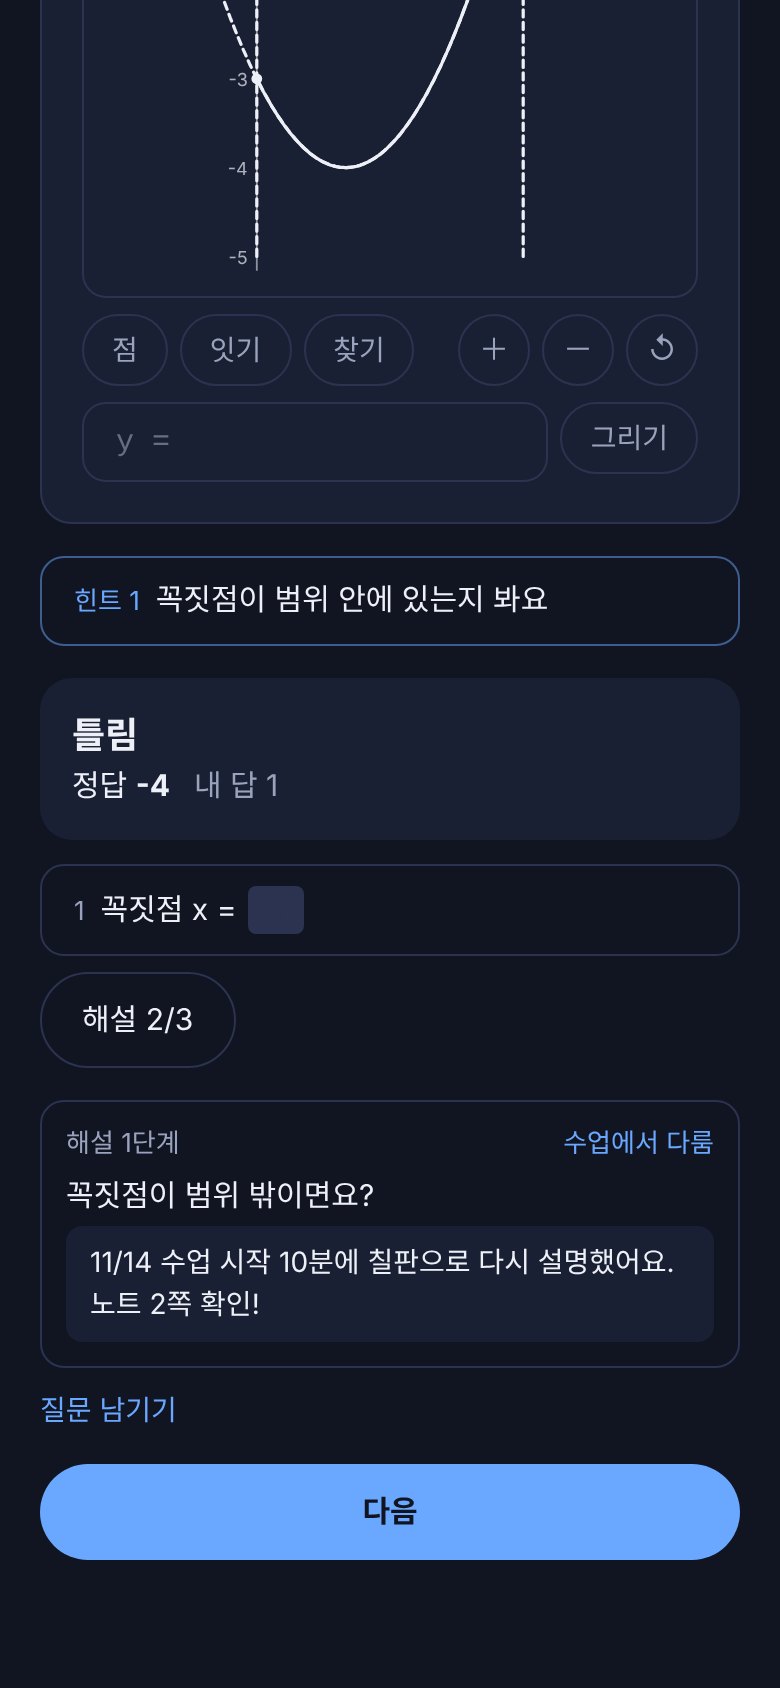 -3
-4
-5
점 잇기 찾기 + −
y = 그리기
힌트 1 꼭짓점이 범위 안에 있는지 봐요
틀림
정답 -4 내 답 1
1 꼭짓점 x =
해설 2/3
해설 1단계 수업에서 다룸
꼭짓점이 범위 밖이면요?
11/14 수업 시작 10분에 칠판으로 다시 설명했어요.
노트 2쪽 확인!
질문 남기기
다음